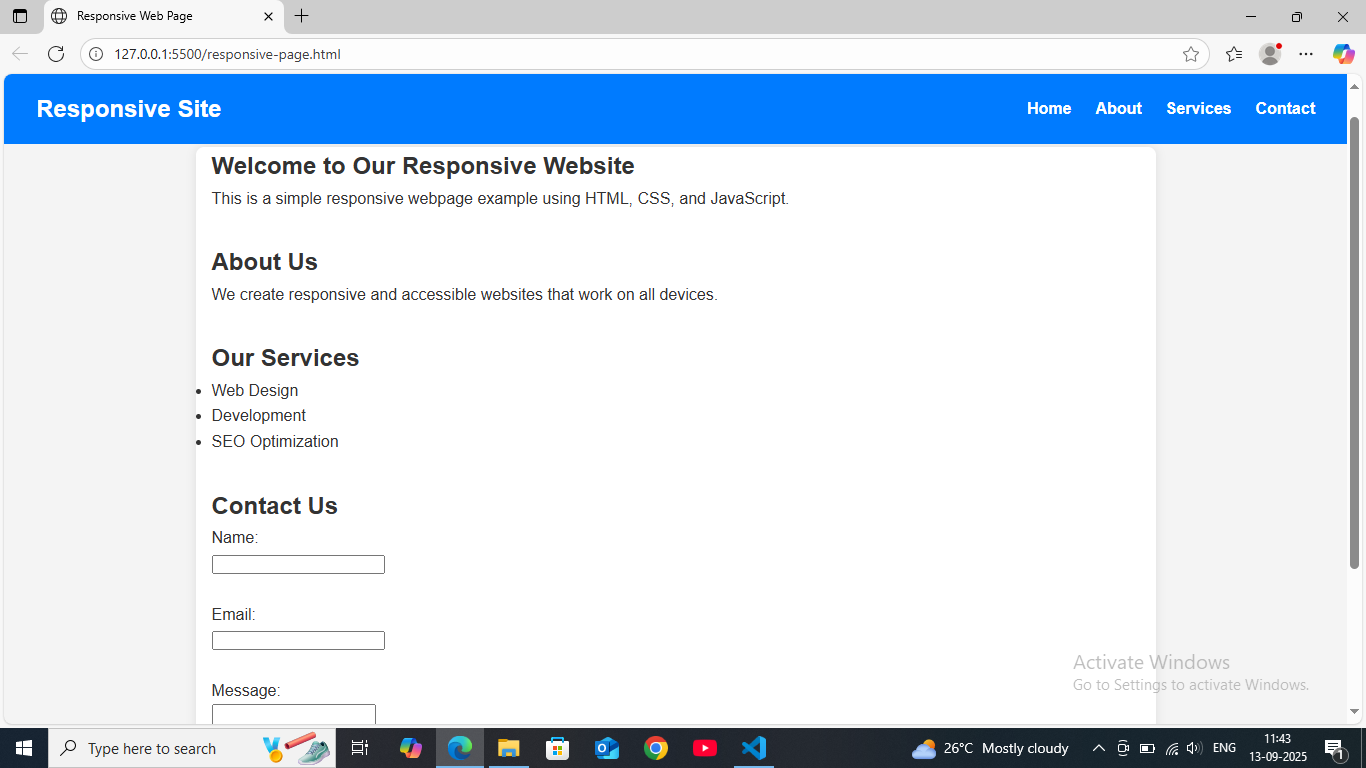 Responsive Web Page
127.0.0.1:5500/responsive-page.html
Responsive Site
Home About Services Contact
Welcome to Our Responsive Website
This is a simple responsive webpage example using HTML, CSS, and JavaScript.
About Us
We create responsive and accessible websites that work on all devices.
Our Services
• Web Design
• Development
• SEO Optimization
Contact Us
Name:
Email:
Message:
Activate Windows
Go to Settings to activate Windows.
Type here to search
26°C Mostly cloudy
ENG
11:43
13-09-2025
1